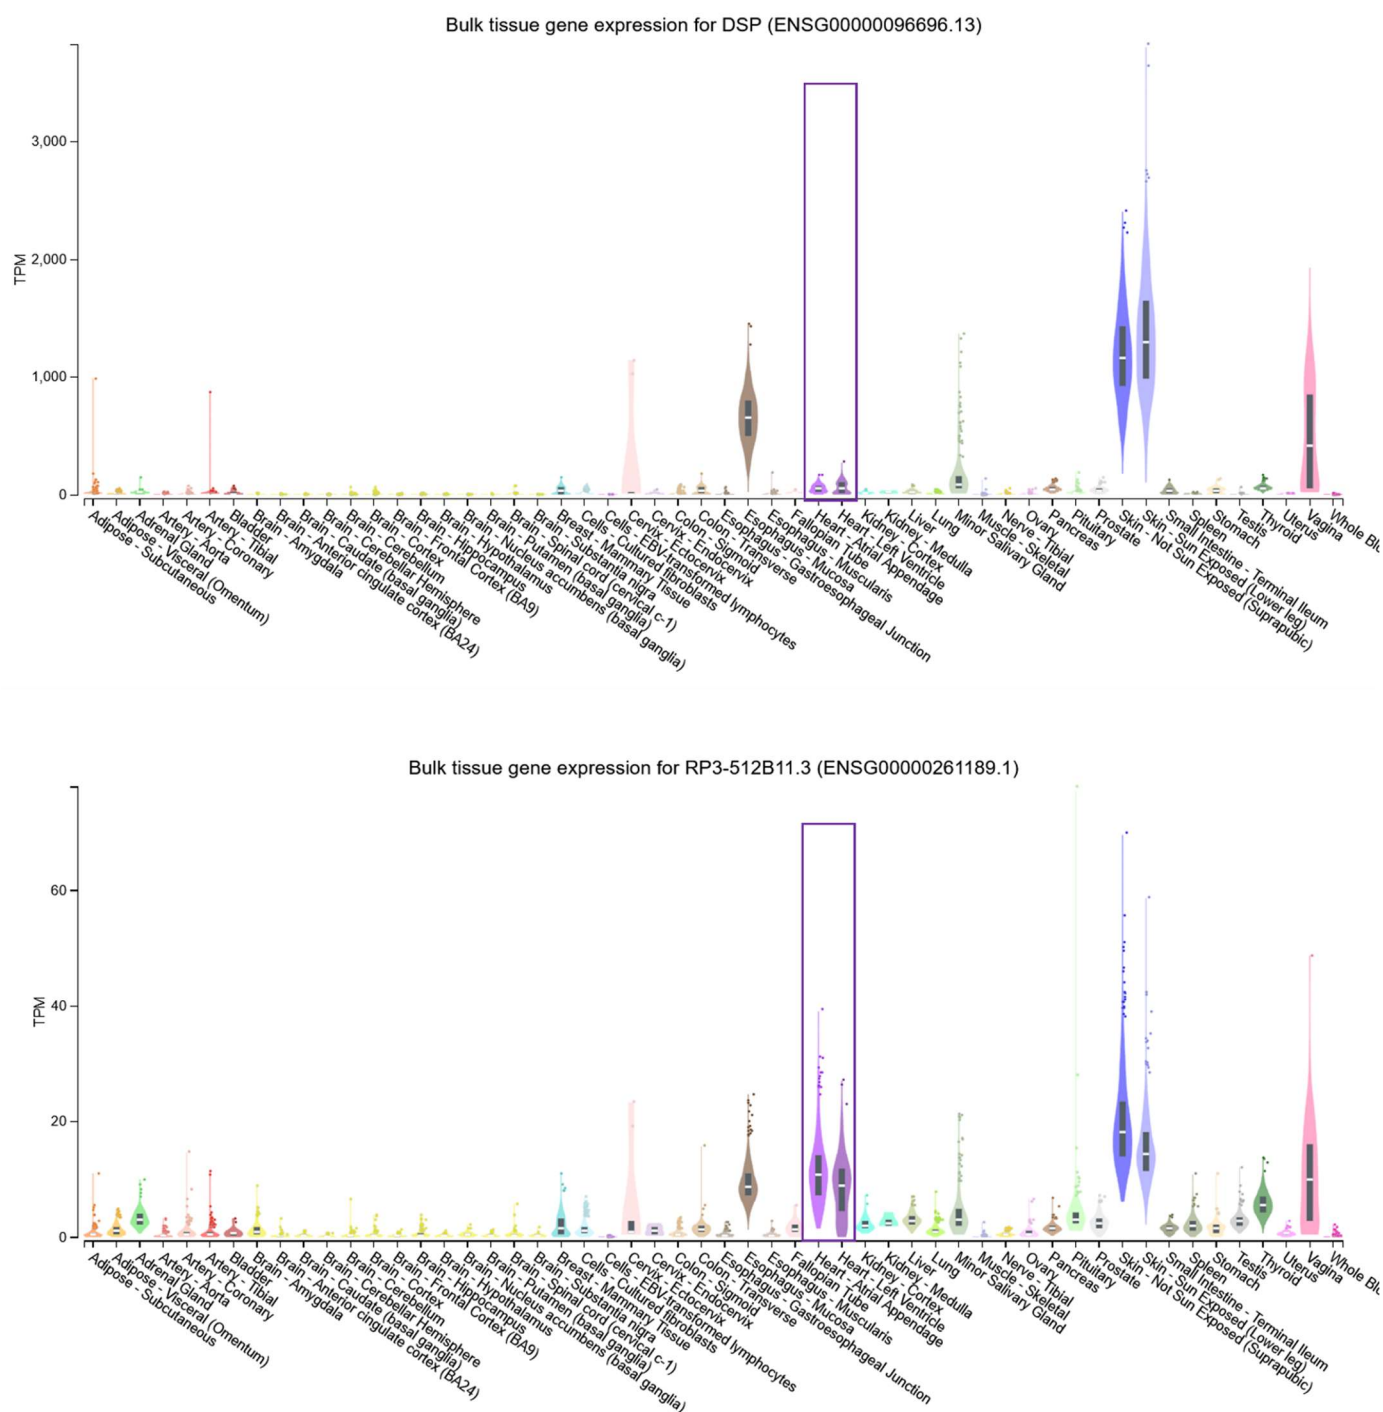 Bulk tissue gene expression for DSP (ENSG00000096696.13)
TPM
3,000
2,000
1,000
0
Adipose - Subcutaneous
Adipose - Visceral (Omentum)
Adrenal Gland
Artery - Aorta
Artery - Coronary
Artery - Tibial
Bladder
Brain - Amygdala
Brain - Anterior cingulate cortex (BA24)
Brain - Caudate (basal ganglia)
Brain - Cerebellar Hemisphere
Brain - Cerebellum
Brain - Cortex
Brain - Frontal Cortex (BA9)
Brain - Hippocampus
Brain - Hypothalamus
Brain - Nucleus accumbens (basal ganglia)
Brain - Putamen (basal ganglia)
Brain - Spinal cord (cervical c-1)
Brain - Substantia nigra
Breast - Mammary Tissue
Cells - Cultured fibroblasts
Cells - EBV-transformed lymphocytes
Cervix - Ectocervix
Cervix - Endocervix
Colon - Sigmoid
Colon - Transverse
Esophagus - Gastroesophageal Junction
Esophagus - Mucosa
Esophagus - Muscularis
Fallopian Tube
Heart - Atrial Appendage
Heart - Left Ventricle
Kidney - Cortex
Kidney - Medulla
Liver
Lung
Minor Salivary Gland
Muscle - Skeletal
Nerve - Tibial
Ovary
Pancreas
Pituitary
Prostate
Skin - Not Sun Exposed (Suprapubic)
Skin - Sun Exposed (Lower leg)
Small Intestine - Terminal Ileum
Spleen
Stomach
Testis
Thyroid
Uterus
Vagina
Whole Blo
Bulk tissue gene expression for RP3-512B11.3 (ENSG00000261189.1)
TPM
60
40
20
0
Adipose - Subcutaneous
Adipose - Visceral (Omentum)
Adrenal Gland
Artery - Aorta
Artery - Coronary
Artery - Tibial
Bladder
Brain - Amygdala
Brain - Anterior cingulate cortex (BA24)
Brain - Caudate (basal ganglia)
Brain - Cerebellar Hemisphere
Brain - Cerebellum
Brain - Cortex
Brain - Frontal Cortex (BA9)
Brain - Hippocampus
Brain - Hypothalamus
Brain - Nucleus accumbens (basal ganglia)
Brain - Putamen (basal ganglia)
Brain - Spinal cord (cervical c-1)
Brain - Substantia nigra
Breast - Mammary Tissue
Cells - Cultured fibroblasts
Cells - EBV-transformed lymphocytes
Cervix - Ectocervix
Cervix - Endocervix
Colon - Sigmoid
Colon - Transverse
Esophagus - Gastroesophageal Junction
Esophagus - Mucosa
Esophagus - Muscularis
Fallopian Tube
Heart - Atrial Appendage
Heart - Left Ventricle
Kidney - Cortex
Kidney - Medulla
Liver
Lung
Minor Salivary Gland
Muscle - Skeletal
Nerve - Tibial
Ovary
Pancreas
Pituitary
Prostate
Skin - Not Sun Exposed (Suprapubic)
Skin - Sun Exposed (Lower leg)
Small Intestine - Terminal Ileum
Spleen
Stomach
Testis
Thyroid
Uterus
Vagina
Whole Blo